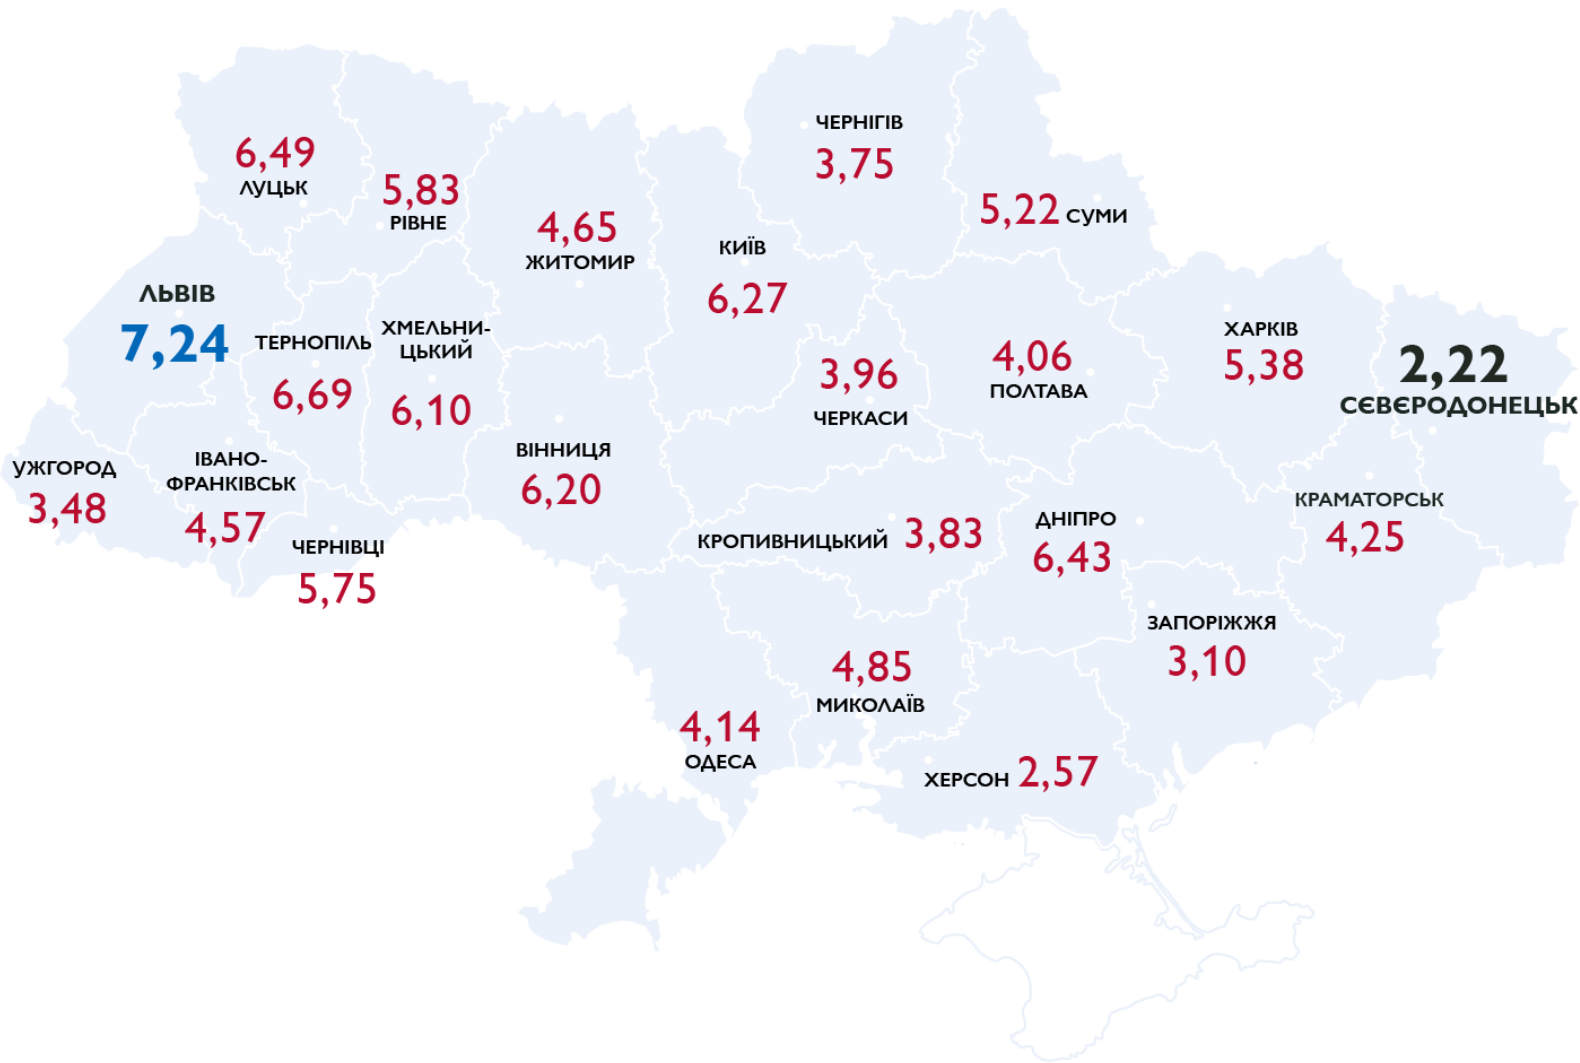 ЧЕРНІГІВ
3,75
6,49
ЛУЦЬК
5,83
РІВНЕ
5,22 СУМИ
4,65
ЖИТОМИР
КИЇВ
6,27
ЛЬВІВ
7,24
ТЕРНОПІЛЬ
6,69
ХМЕЛЬНИ-
ЦЬКИЙ
6,10
3,96
ЧЕРКАСИ
4,06
ПОЛТАВА
ХАРКІВ
5,38
2,22
СЄВЄРОДОНЕЦЬК
УЖГОРОД
3,48
ІВАНО-
ФРАНКІВСЬК
4,57
ВІННИЦЯ
6,20
ЧЕРНІВЦІ
5,75
КРОПИВНИЦЬКИЙ 3,83
ДНІПРО
6,43
КРАМАТОРСЬК
4,25
ЗАПОРІЖЖЯ
3,10
4,85
МИКОЛАЇВ
4,14
ОДЕСА
ХЕРСОН 2,57